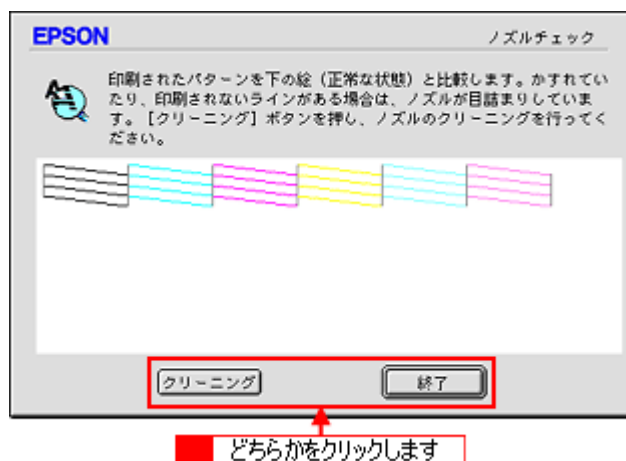 EPSON
ノズルチェック
印刷されたパターンを下の絵（正常な状態）と比較します。かすれてい
たり、印刷されないラインがある場合は、ノズルが目詰まりしていま
す。［クリーニング］ボタンを押し、ノズルのクリーニングを行ってく
ださい。
クリーニング
終了
どちらかをクリックします